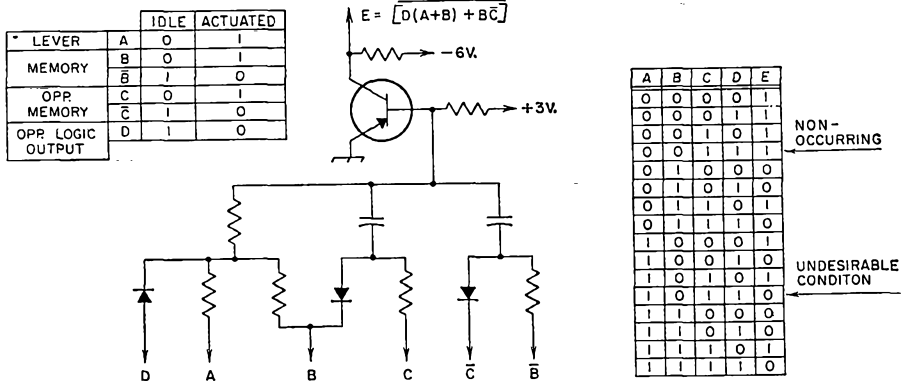 IDLE ACTUATED
LEVER A 0 1
MEMORY B 0 1
B̅ 1 0
OPP. MEMORY C 0 1
C̅ 1 0
OPP. LOGIC OUTPUT D 1 0
E = [D(A+B) + BC̅]
-6V.
+3V.
D A B C C̅ B̅
A B C D E
0 0 0 0 1
0 0 0 1 1
0 0 1 0 1
0 0 1 1 1
0 1 0 0 0
0 1 0 1 0
0 1 1 0 1
0 1 1 1 0
1 0 0 0 1
1 0 0 1 0
1 0 1 0 1
1 0 1 1 0
1 1 0 0 0
1 1 0 1 0
1 1 1 0 1
1 1 1 1 0
NON-
OCCURRING
UNDESIRABLE
CONDITON